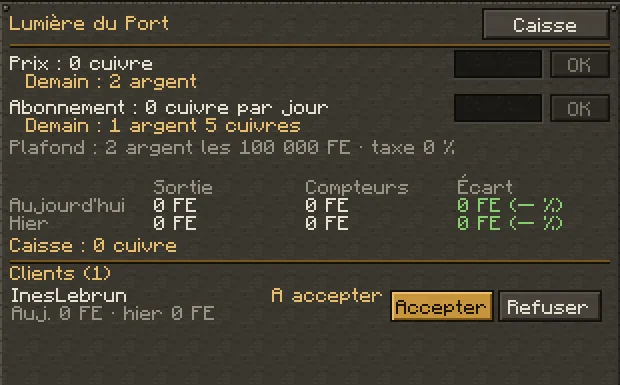 Lumière du Port
Caisse
Prix : 0 cuivre
OK
Demain : 2 argent
Abonnement : 0 cuivre par jour
OK
Demain : 1 argent 5 cuivres
Plafond : 2 argent les 100 000 FE · taxe 0 %
Sortie Compteurs Écart
Aujourd'hui 0 FE 0 FE 0 FE (— %)
Hier 0 FE 0 FE 0 FE (— %)
Caisse : 0 cuivre
Clients (1)
InesLebrun
A accepter
Accepter
Refuser
Auj. 0 FE · hier 0 FE